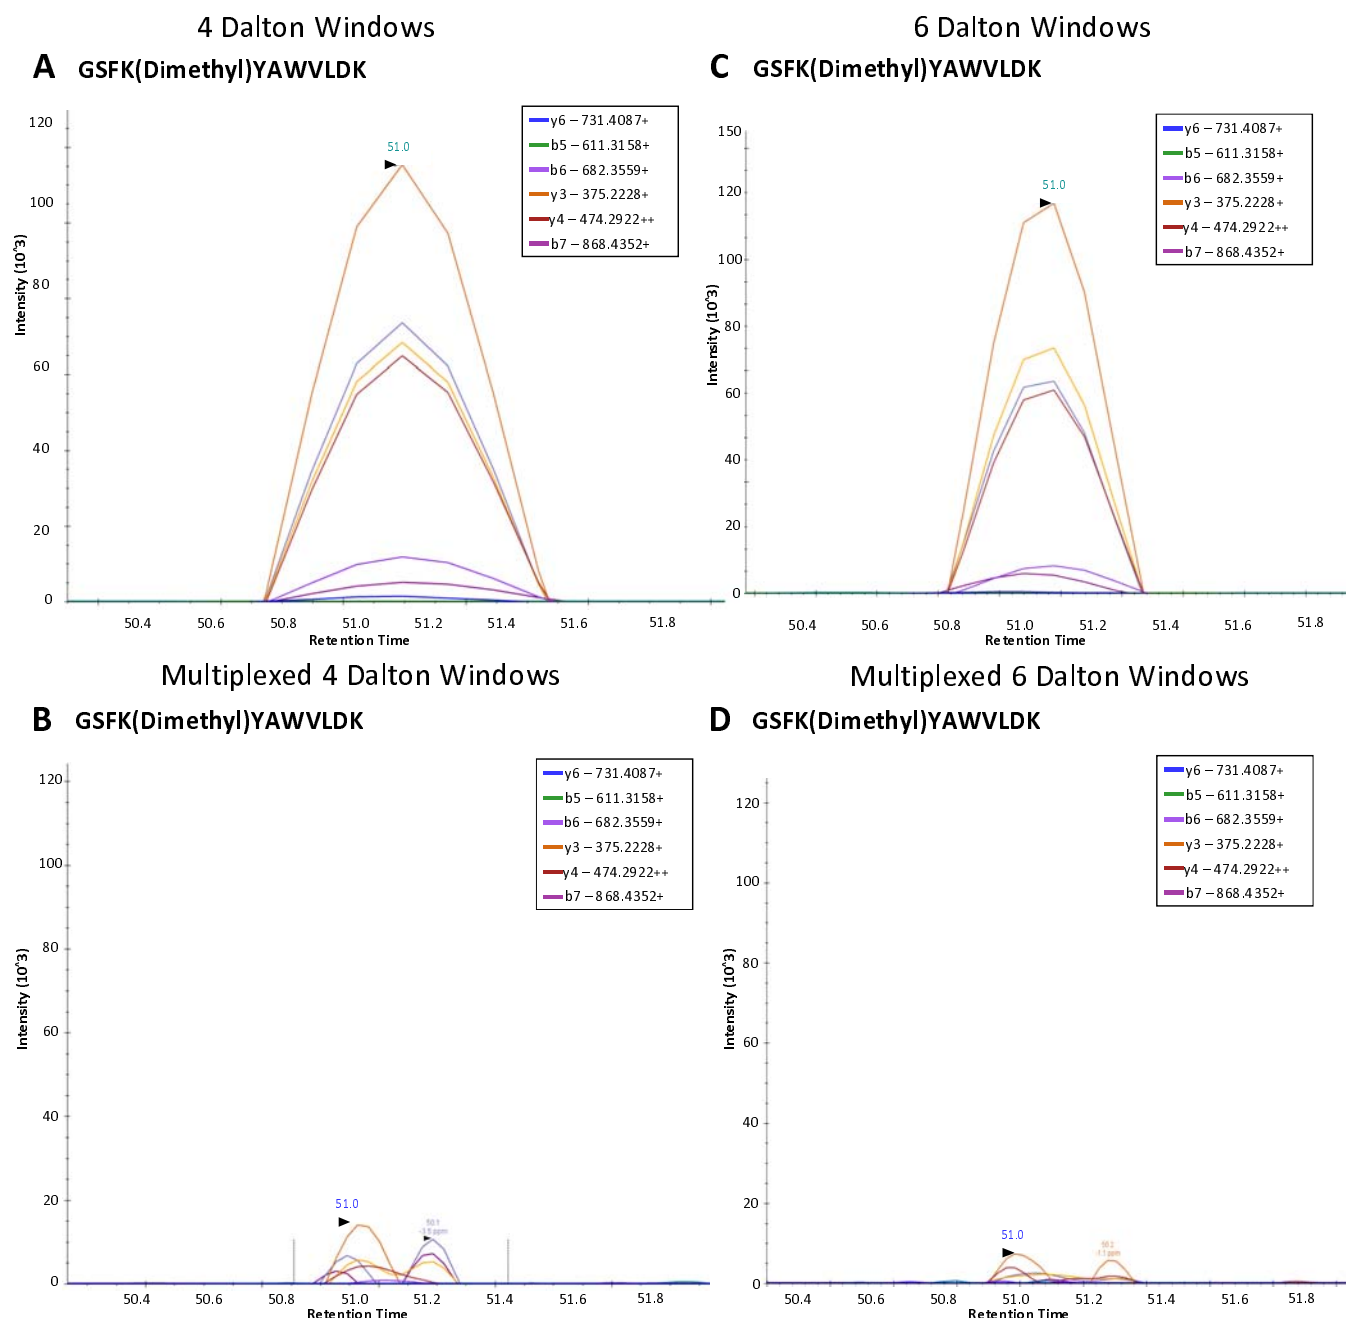 4 Dalton Windows
A GSFK(Dimethyl)YAWVLDK
y6 – 731.4087+
b5 – 611.3158+
b6 – 682.3559+
y3 – 375.2228+
y4 – 474.2922++
b7 – 868.4352+
51.0
Intensity (10^3)
120
100
80
60
40
20
0
50.4 50.6 50.8 51.0 51.2 51.4 51.6 51.8
Retention Time
6 Dalton Windows
C GSFK(Dimethyl)YAWVLDK
y6 – 731.4087+
b5 – 611.3158+
b6 – 682.3559+
y3 – 375.2228+
y4 – 474.2922++
b7 – 868.4352+
51.0
Intensity (10^3)
150
120
100
80
60
40
20
0
50.4 50.6 50.8 51.0 51.2 51.4 51.6 51.8
Retention Time
Multiplexed 4 Dalton Windows
B GSFK(Dimethyl)YAWVLDK
y6 – 731.4087+
b5 – 611.3158+
b6 – 682.3559+
y3 – 375.2228+
y4 – 474.2922++
b7 – 868.4352+
51.0
Intensity (10^3)
120
100
80
60
40
20
0
50.4 50.6 50.8 51.0 51.2 51.4 51.6 51.8
Retention Time
Multiplexed 6 Dalton Windows
D GSFK(Dimethyl)YAWVLDK
y6 – 731.4087+
b5 – 611.3158+
b6 – 682.3559+
y3 – 375.2228+
y4 – 474.2922++
b7 – 868.4352+
51.0
Intensity (10^3)
120
100
80
60
40
20
0
50.4 50.6 50.8 51.0 51.2 51.4 51.6 51.8
Retention Time